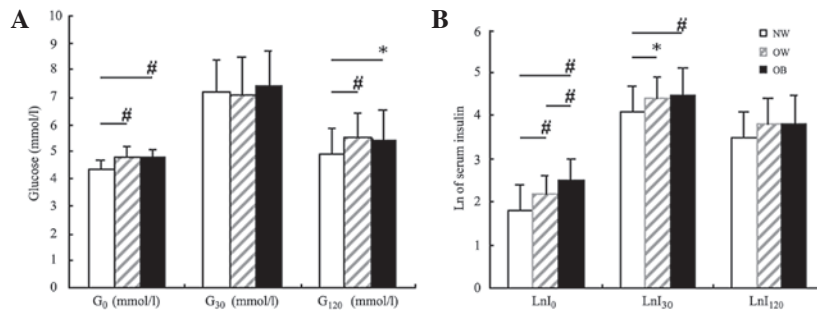 A
Glucose (mmol/l)
10
9
8
7
6
5
4
3
2
1
0
#
#
#
*
G0 (mmol/l)
G30 (mmol/l)
G120 (mmol/l)
B
Ln of serum insulin
6
5
4
3
2
1
0
#
#
#
#
*
NW
OW
OB
LnI0
LnI30
LnI120